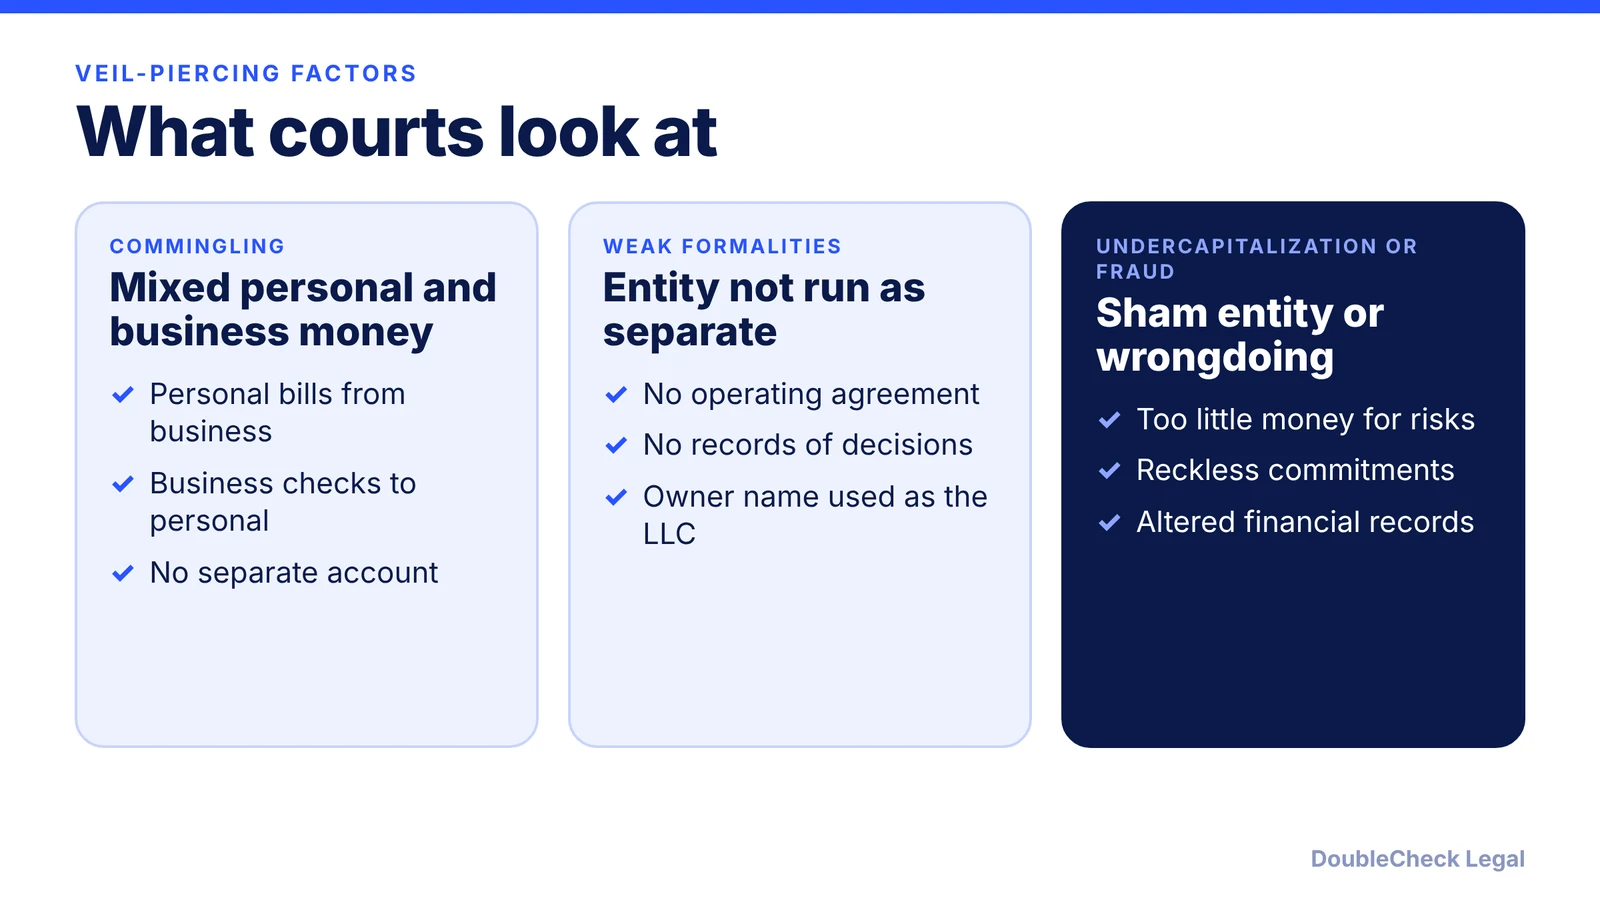 VEIL-PIERCING FACTORS
What courts look at
COMMINGLING
Mixed personal and
business money
Personal bills from
business
Business checks to
personal
No separate account
WEAK FORMALITIES
Entity not run as
separate
No operating agreement
No records of decisions
Owner name used as the
LLC
UNDERCAPITALIZATION OR
FRAUD
Sham entity or
wrongdoing
Too little money for risks
Reckless commitments
Altered financial records
DoubleCheck Legal